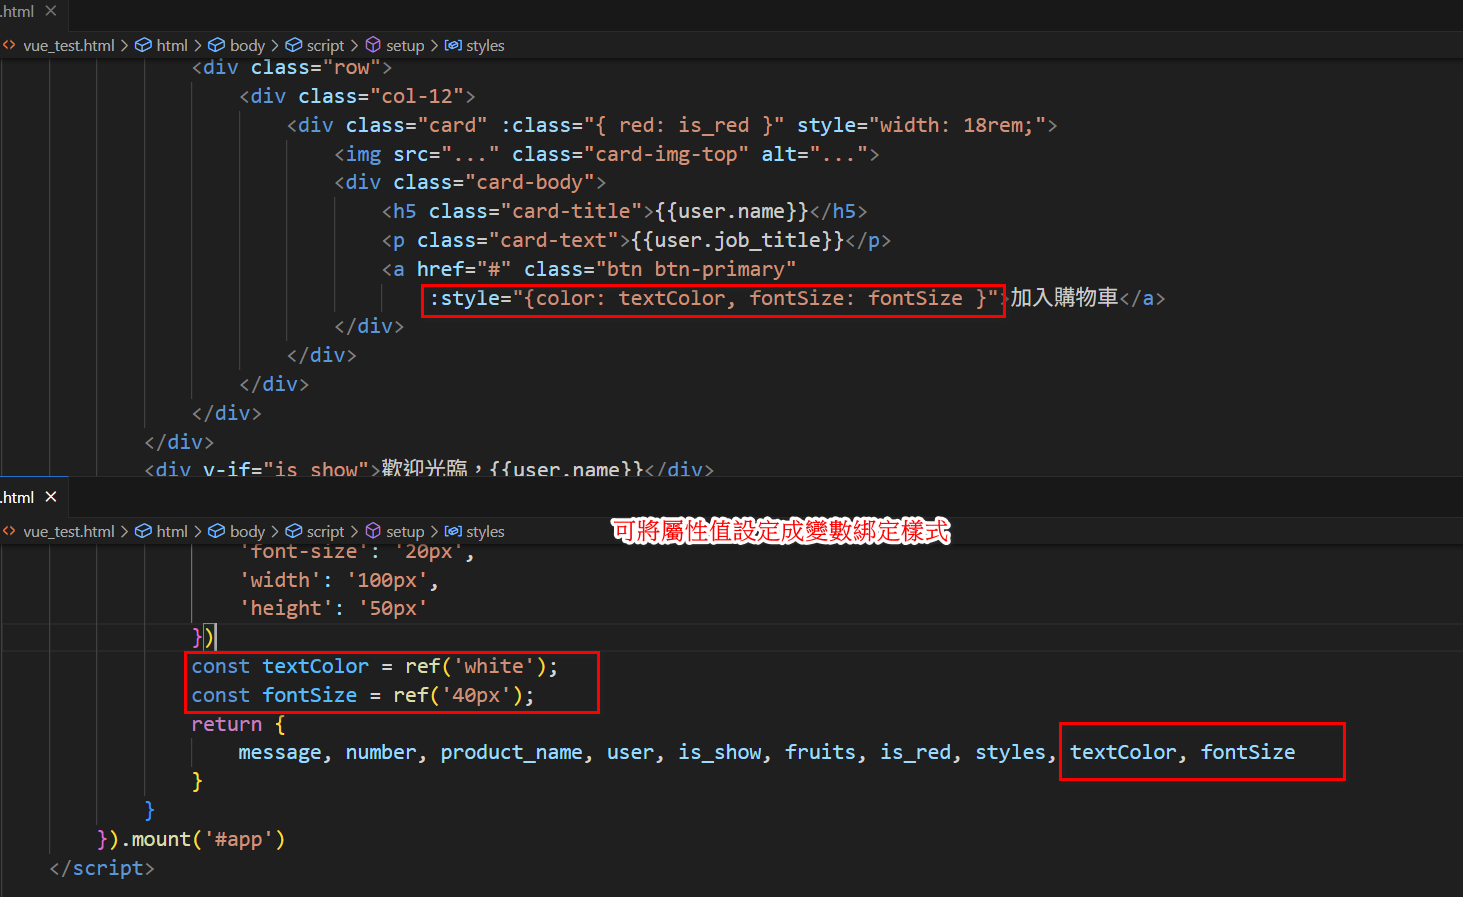 .html ×
<> vue_test.html > html > body > script > setup > styles
<div class="row">
<div class="col-12">
<div class="card" :class="{ red: is_red }" style="width: 18rem;">
<img src="..." class="card-img-top" alt="...">
<div class="card-body">
<h5 class="card-title">{{user.name}}</h5>
<p class="card-text">{{user.job_title}}</p>
<a href="#" class="btn btn-primary"
:style="{color: textColor, fontSize: fontSize }">加入購物車</a>
</div>
</div>
</div>
</div>
</div>
<div v-if="is_show">歡迎光臨，{{user.name}}</div>
.html ×
<> vue_test.html > html > body > script > setup > styles
可將屬性值設定成變數綁定樣式
'font-size': '20px',
'width': '100px',
'height': '50px'
})
const textColor = ref('white');
const fontSize = ref('40px');
return {
message, number, product_name, user, is_show, fruits, is_red, styles, textColor, fontSize
}
}
}).mount('#app')
</script>